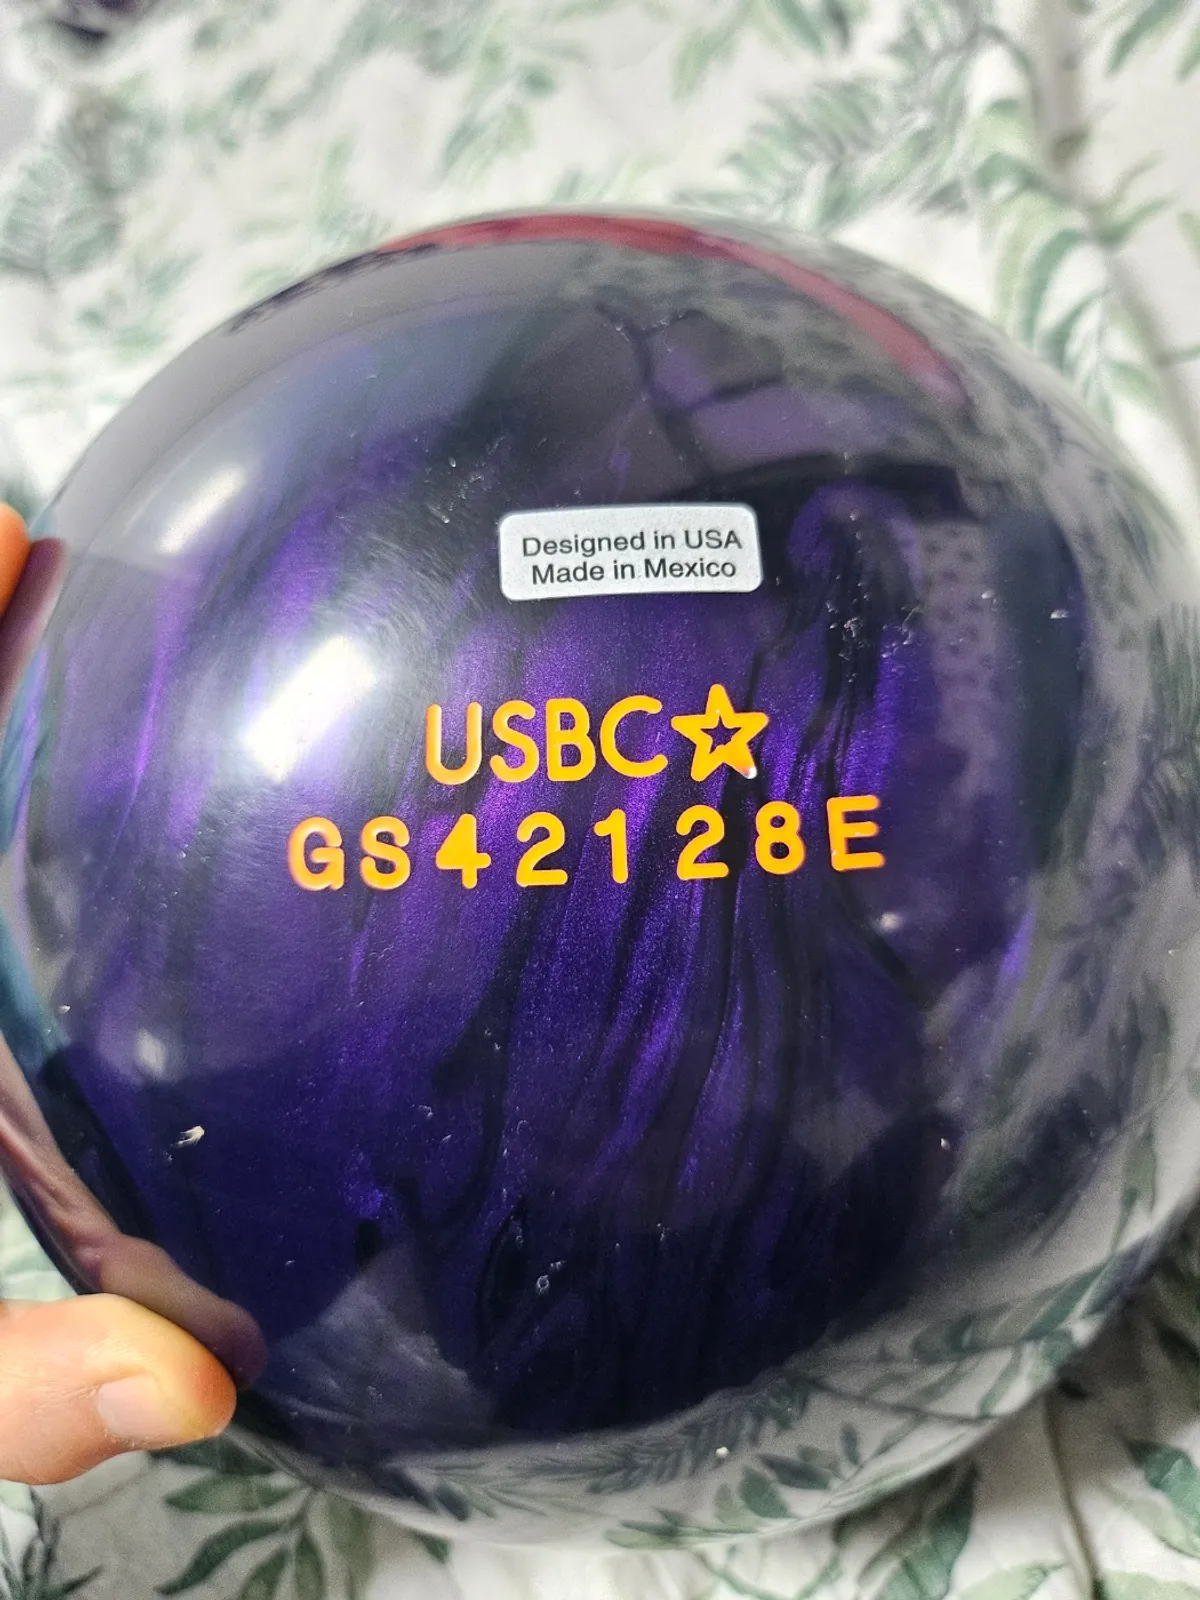 Designed in USA
Made in Mexico
USBC☆
GS42128E